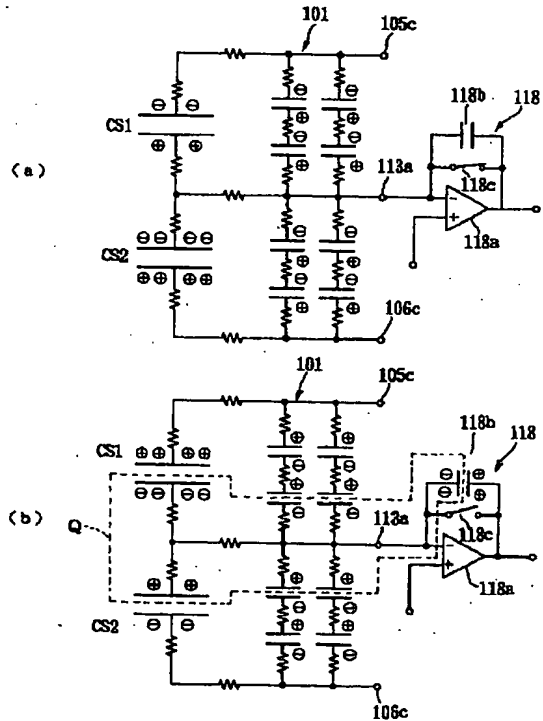 101
105c
118b
118
CS1
⊖ ⊖
⊕ ⊕
(a)
113a
118c
118a
CS2
⊖ ⊖ ⊖ ⊖
⊕ ⊕ ⊕ ⊕
106c
101
105c
118b
118
CS1
⊕ ⊕ ⊕ ⊕
⊖ ⊖ ⊖ ⊖
(b)
Q
113a
118c
118a
CS2
⊕ ⊕
⊖ ⊖
106c